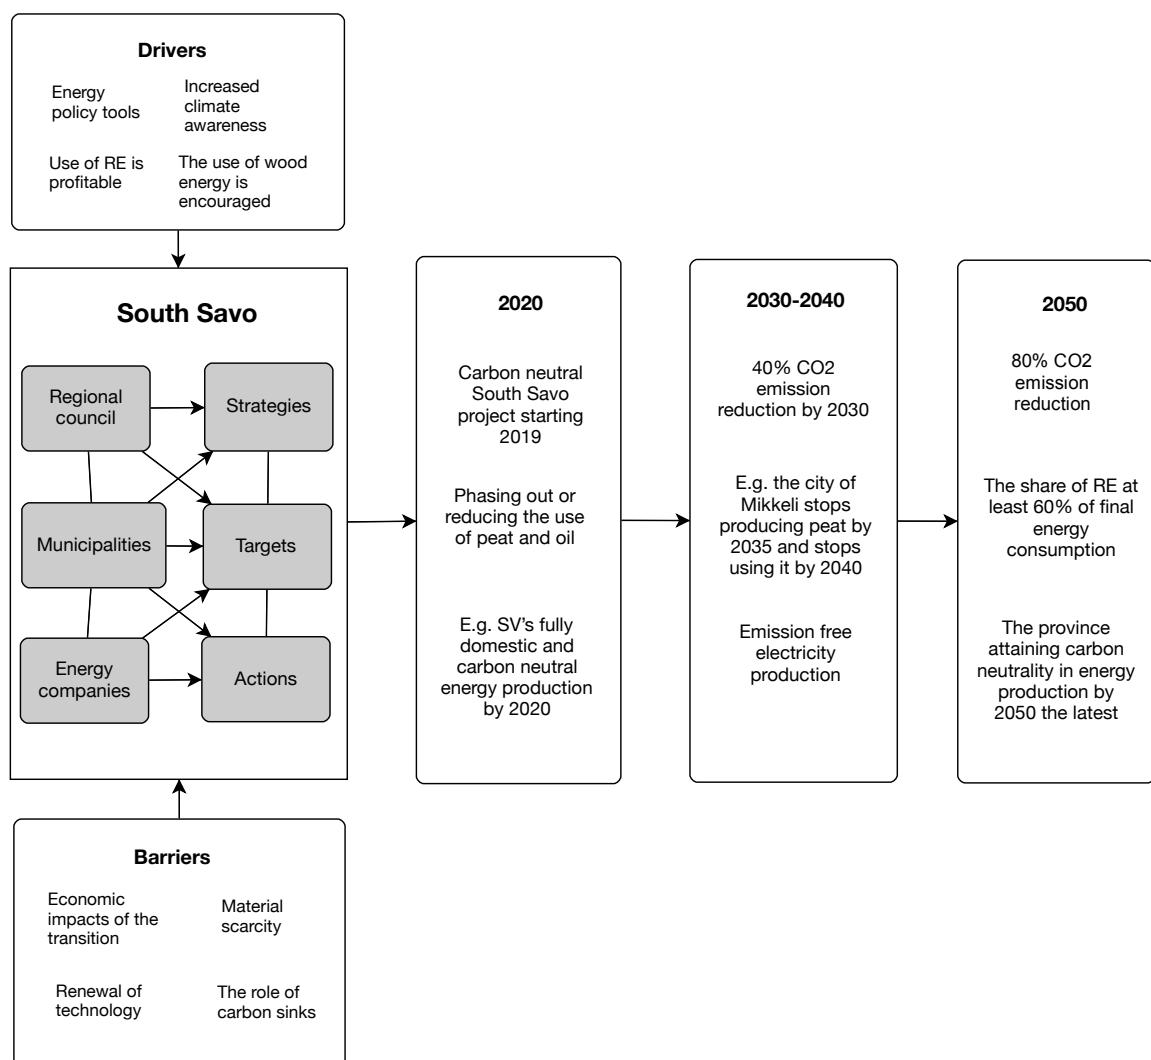 Drivers
Energy
policy tools
Increased
climate
awareness
Use of RE is
profitable
The use of wood
energy is
encouraged
South Savo
Regional
council
Strategies
Municipalities
Targets
Energy
companies
Actions
2020
Carbon neutral
South Savo
project starting
2019
Phasing out or
reducing the use
of peat and oil
E.g. SV's fully
domestic and
carbon neutral
energy production
by 2020
2030-2040
40% CO2
emission
reduction by 2030
E.g. the city of
Mikkeli stops
producing peat by
2035 and stops
using it by 2040
Emission free
electricity
production
2050
80% CO2
emission
reduction
The share of RE at
least 60% of final
energy
consumption
The province
attaining carbon
neutrality in energy
production by
2050 the latest
Barriers
Economic
impacts of the
transition
Material
scarcity
Renewal of
technology
The role of
carbon sinks